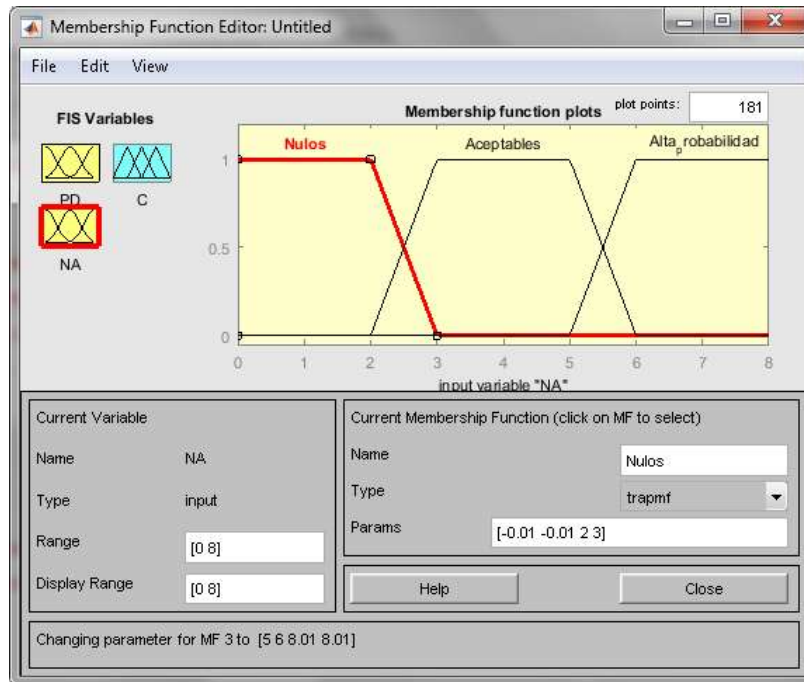 Membership Function Editor: Untitled
File Edit View
FIS Variables
PD C
NA
Membership function plots plot points: 181
Nulos Aceptables Alta_probabilidad
1
0.5
0
0 1 2 3 4 5 6 7 8
input variable "NA"
Current Variable
Name NA
Type input
Range [0 8]
Display Range [0 8]
Current Membership Function (click on MF to select)
Name Nulos
Type trapmf
Params [-0.01 -0.01 2 3]
Help Close
Changing parameter for MF 3 to [5 6 8.01 8.01]